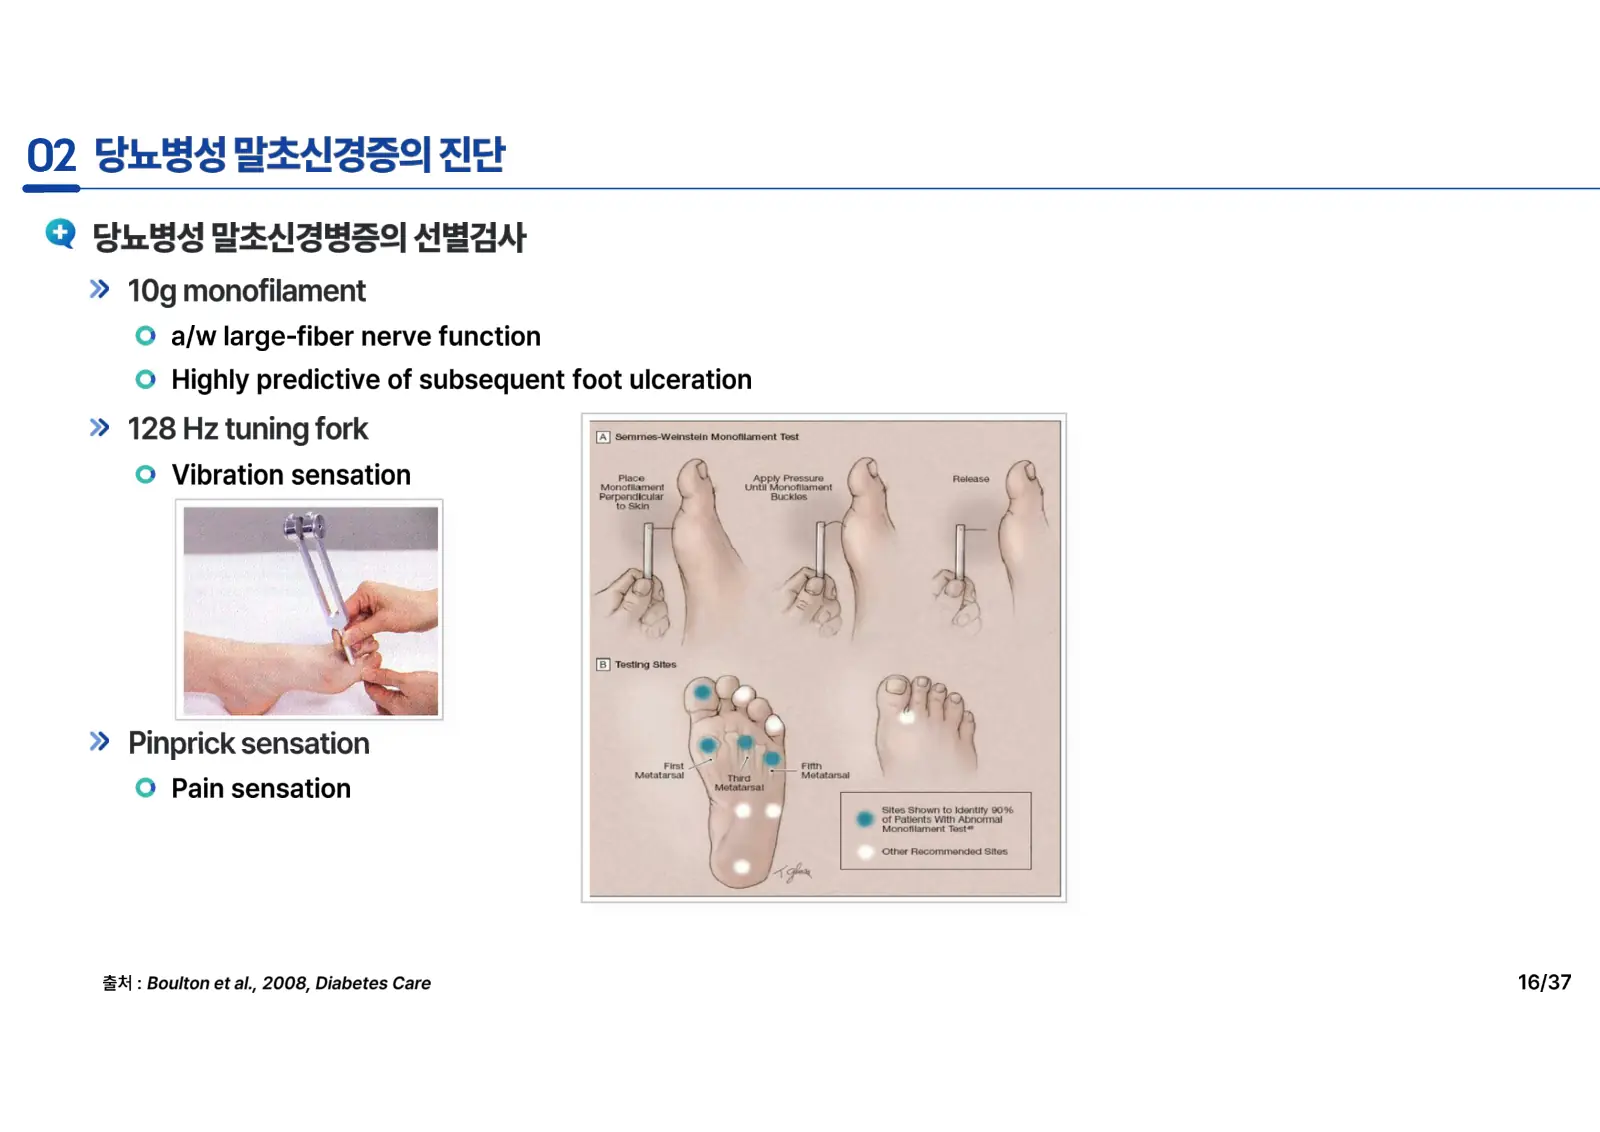 02 당뇨병성 말초신경증의 진단
당뇨병성 말초신경병증의 선별검사
10g monofilament
a/w large-fiber nerve function
Highly predictive of subsequent foot ulceration
128 Hz tuning fork
Vibration sensation
Pinprick sensation
Pain sensation
A Semmes-Weinstein Monofilament Test
Place
Monofilament
Perpendicular
to Skin
Apply Pressure
Until Monofilament
Buckles
Release
B Testing Sites
First
Metatarsal
Third
Metatarsal
Fifth
Metatarsal
Sites Shown to Identify 90%
of Patients With Abnormal
Monofilament Test⁴⁶
Other Recommended Sites
출처 : Boulton et al., 2008, Diabetes Care
16/37